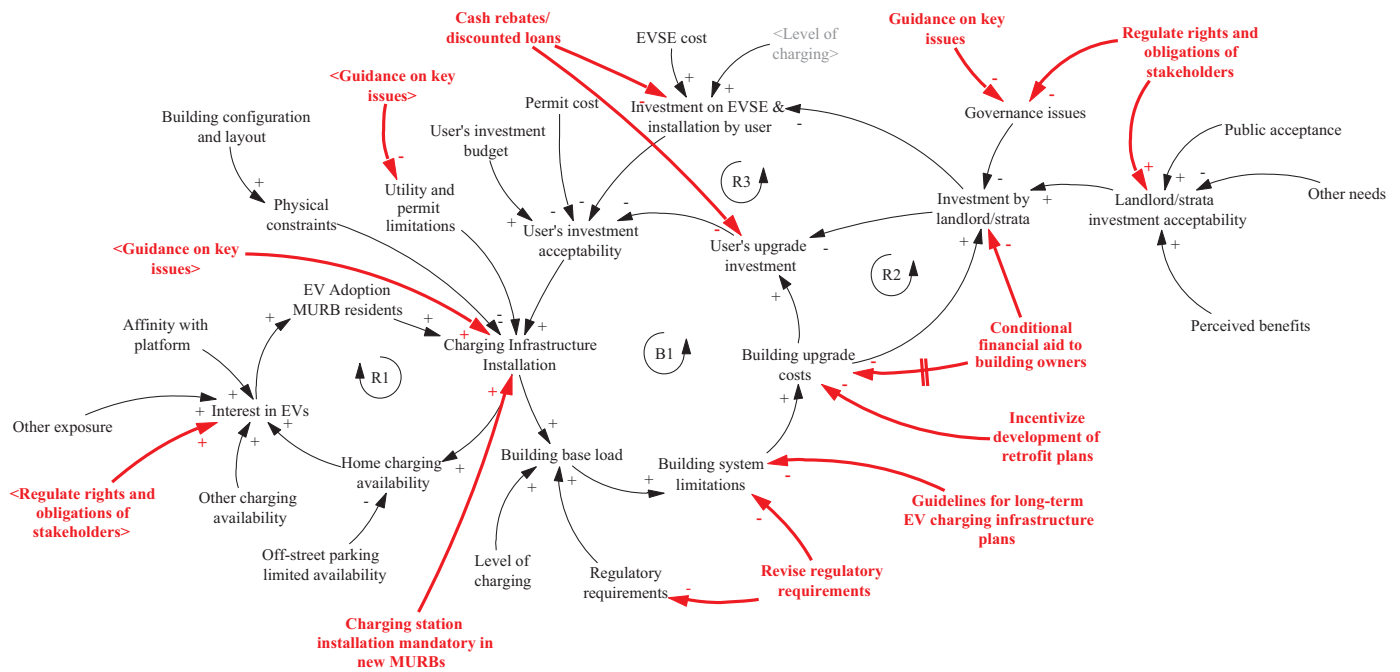 Cash rebates/
discounted loans
EVSE cost
<Level of
charging>
Guidance on key
issues
Regulate rights and
obligations of
stakeholders
<Guidance on key
issues>
Building configuration
and layout
Permit cost
User's investment
budget
Investment on EVSE &
installation by user
Governance issues
Public acceptance
Other needs
Physical
constraints
Utility and
permit
limitations
R3
User's investment
acceptability
User's upgrade
investment
Investment by
landlord/strata
Landlord/strata
investment acceptability
<Guidance on key
issues>
R2
EV Adoption
MURB residents
Affinity with
platform
Charging Infrastructure
Installation
R1
B1
Building upgrade
costs
Conditional
financial aid to
building owners
Perceived benefits
Other exposure
Interest in EVs
Incentivize
development of
retrofit plans
Home charging
availability
Building base load
Building system
limitations
<Regulate rights and
obligations of
stakeholders>
Other charging
availability
Guidelines for long-term
EV charging infrastructure
plans
Off-street parking
limited availability
Level of
charging
Regulatory
requirements
Revise regulatory
requirements
Charging station
installation mandatory in
new MURBs